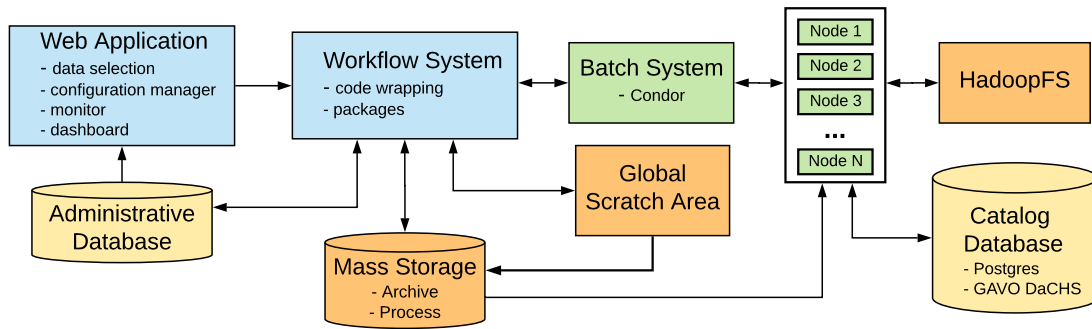 Web Application
- data selection
- configuration manager
- monitor
- dashboard
Workflow System
- code wrapping
- packages
Batch System
- Condor
Node 1
Node 2
Node 3
...
Node N
HadoopFS
Administrative
Database
Global
Scratch Area
Mass Storage
- Archive
- Process
Catalog
Database
- Postgres
- GAVO DaCHS